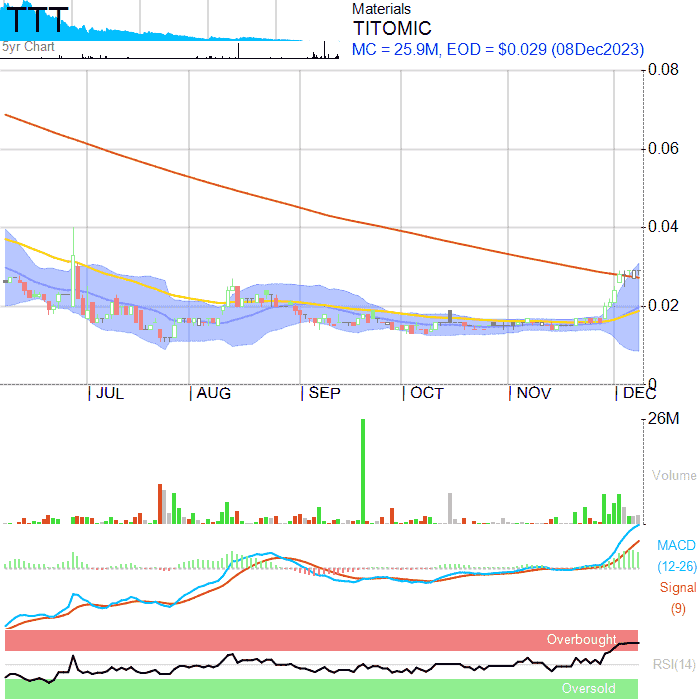 TTT
5yr Chart
Materials
TITOMIC
MC = 25.9M, EOD = $0.029 (08Dec2023)
0.08
0.06
0.04
0.02
0
JUL AUG SEP OCT NOV DEC
26M
Volume
MACD
(12-26)
Signal
(9)
Overbought
RSI(14)
Oversold